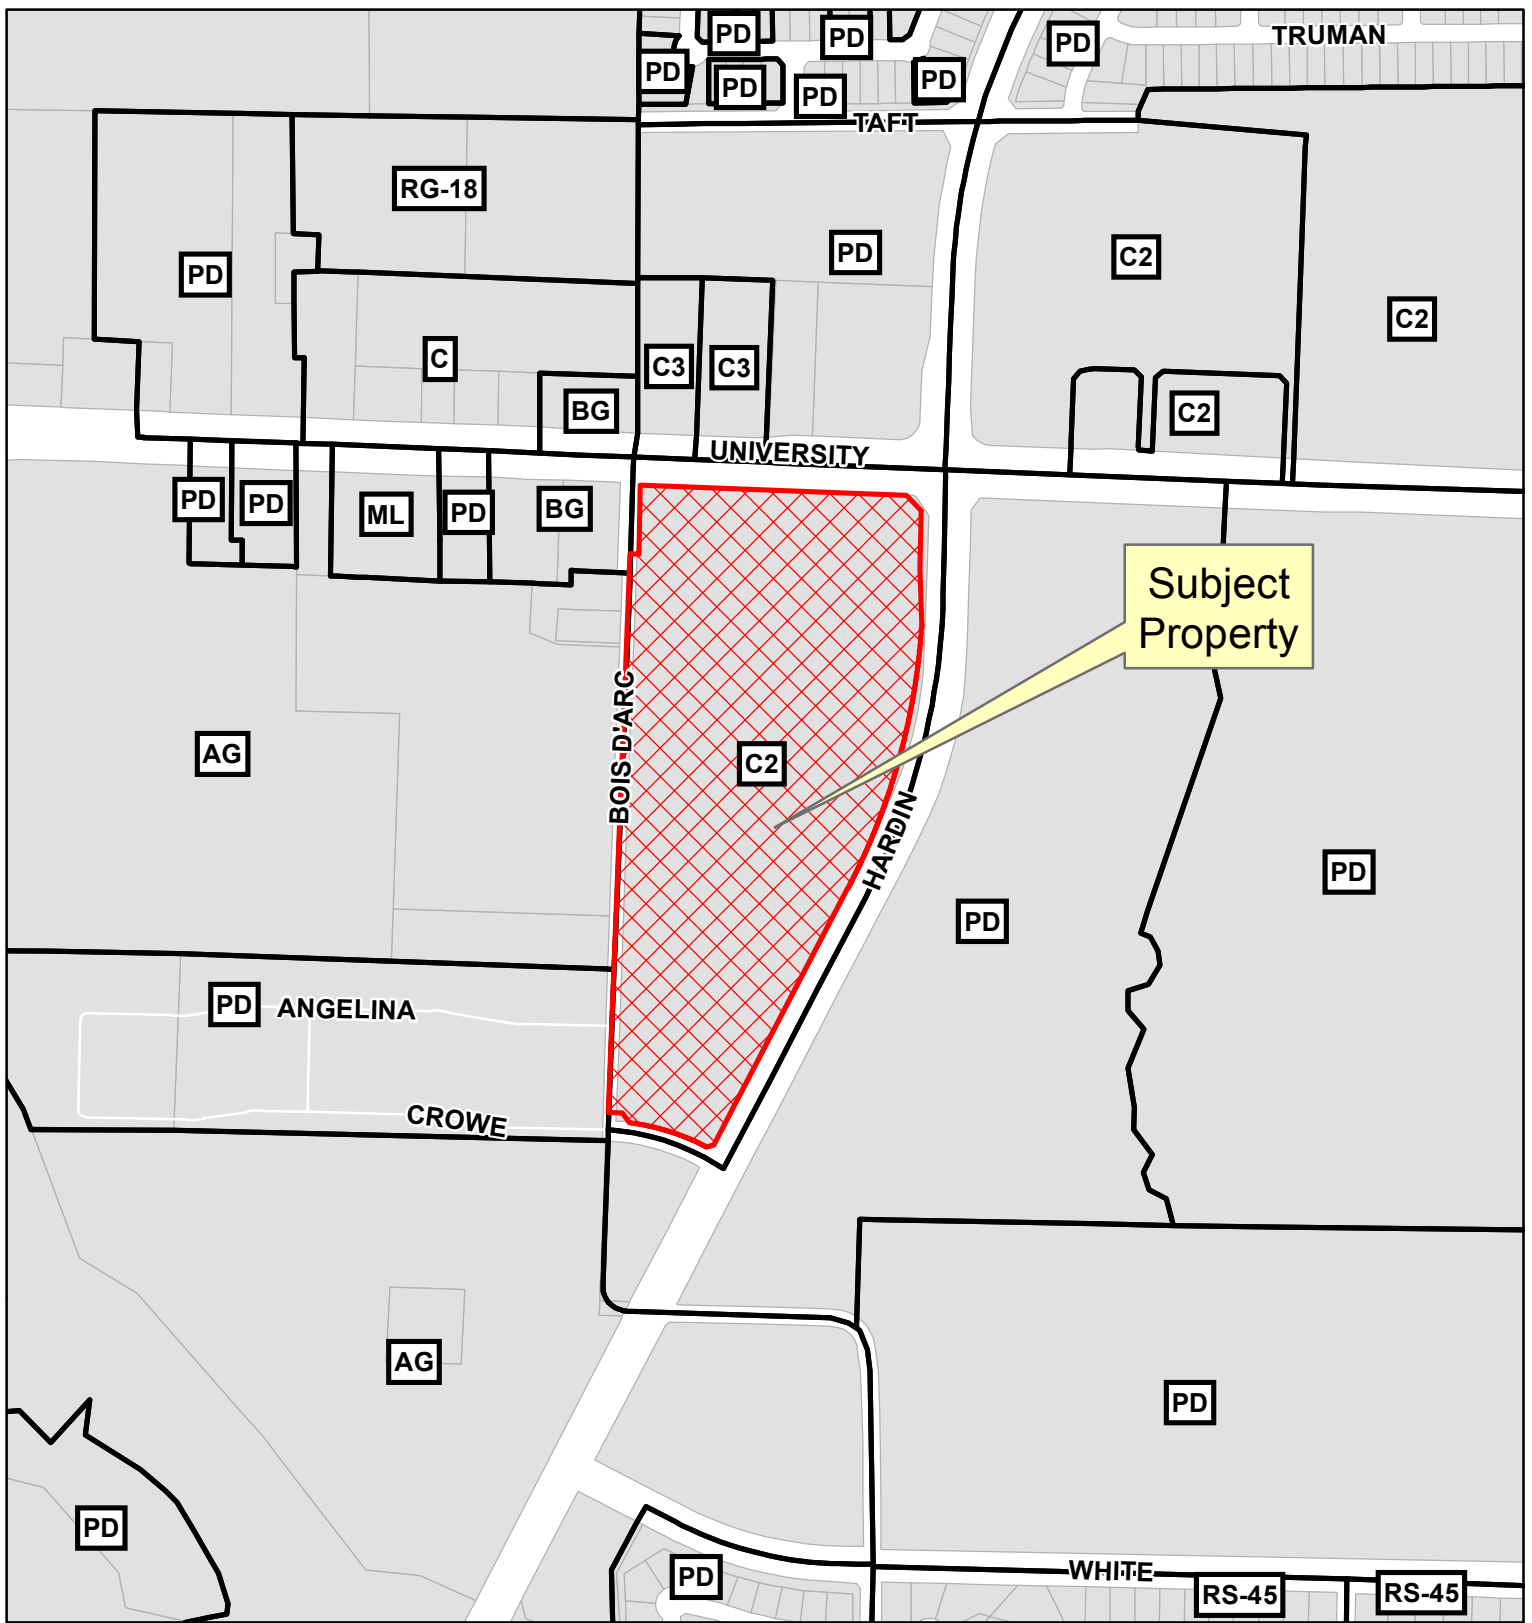 PD
PD
PD
TRUMAN
PD
PD
PD
PD
TAFT
RG-18
PD
C2
PD
C2
C
C3
C3
BG
C2
UNIVERSITY
PD
PD
ML
PD
BG
Subject
Property
BOIS D'ARC
AG
C2
HARDIN
PD
PD
PD
ANGELINA
CROWE
AG
PD
PD
PD
WHITE
RS-45
RS-45